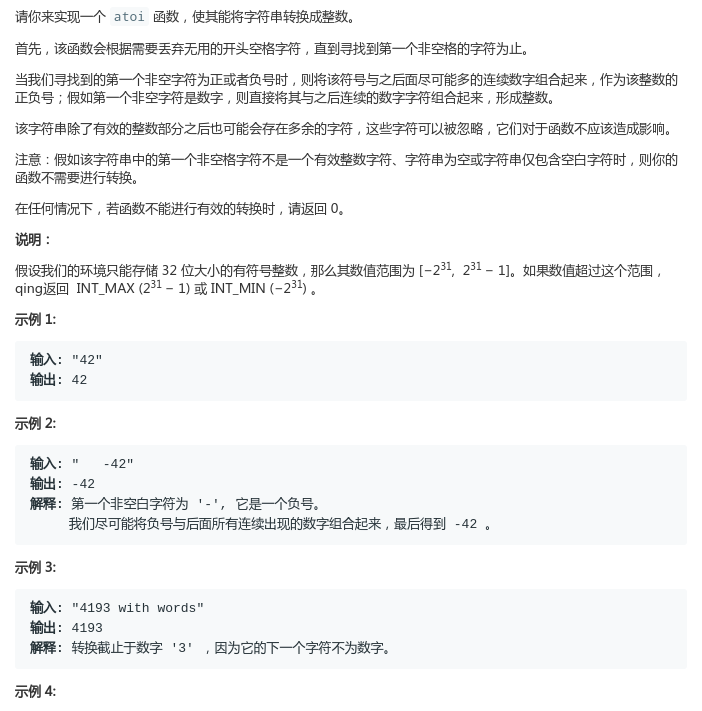 请你来实现一个 atoi 函数，使其能将字符串转换成整数。
首先，该函数会根据需要丢弃无用的开头空格字符，直到寻找到第一个非空格的字符为止。
当我们寻找到的第一个非空字符为正或者负号时，则将该符号与之后面尽可能多的连续数字组合起来，作为该整数的
正负号；假如第一个非空字符是数字，则直接将其与之后连续的数字字符组合起来，形成整数。
该字符串除了有效的整数部分之后也可能会存在多余的字符，这些字符可以被忽略，它们对于函数不应该造成影响。
注意：假如该字符串中的第一个非空格字符不是一个有效整数字符、字符串为空或字符串仅包含空白字符时，则你的
函数不需要进行转换。
在任何情况下，若函数不能进行有效的转换时，请返回 0。
说明：
假设我们的环境只能存储 32 位大小的有符号整数，那么其数值范围为 [−2³¹, 2³¹ − 1]。如果数值超过这个范围，
qing返回 INT_MAX (2³¹ − 1) 或 INT_MIN (−2³¹) 。
示例 1:
输入: "42"
输出: 42
示例 2:
输入: "   -42"
输出: -42
解释: 第一个非空白字符为 '-', 它是一个负号。
我们尽可能将负号与后面所有连续出现的数字组合起来，最后得到 -42 。
示例 3:
输入: "4193 with words"
输出: 4193
解释: 转换截止于数字 '3' ，因为它的下一个字符不为数字。
示例 4: